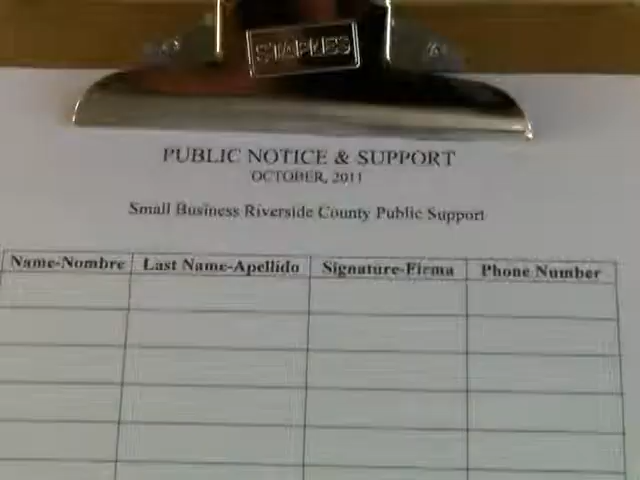 STAPLES
PUBLIC NOTICE & SUPPORT
OCTOBER, 2011
Small Business Riverside County Public Support
Name-Nombre Last Name-Apellido Signature-Firma Phone Number